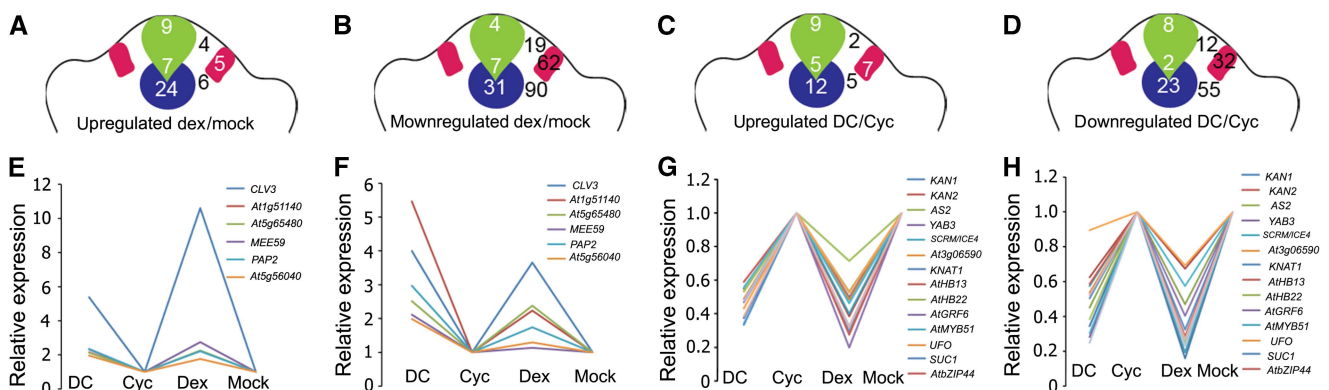 A B C D
9
4
7
5
24
6
Upregulated dex/mock
4
19
7
62
31
90
Mownregulated dex/mock
9
2
5
7
12
5
Upregulated DC/Cyc
8
12
2
32
23
55
Downregulated DC/Cyc
E
Relative expression
12
10
8
6
4
2
0
DC Cyc Dex Mock
CLV3
At1g51140
At5g65480
MEE59
PAP2
At5g56040
F
Relative expression
6
5
4
3
2
1
0
DC Cyc Dex Mock
CLV3
At1g51140
At5g65480
MEE59
PAP2
At5g56040
G
Relative expression
1.2
1.0
0.8
0.6
0.4
0.2
0
DC Cyc Dex Mock
KAN1
KAN2
AS2
YAB3
SCRM/ICE4
At3g06590
KNAT1
AtHB13
AtHB22
AtGRF6
AtMYB51
UFO
SUC1
AtbZIP44
H
Relative expression
1.2
1.0
0.8
0.6
0.4
0.2
0
DC Cyc Dex Mock
KAN1
KAN2
AS2
YAB3
SCRM/ICE4
At3g06590
KNAT1
AtHB13
AtHB22
AtGRF6
AtMYB51
UFO
SUC1
AtbZIP44